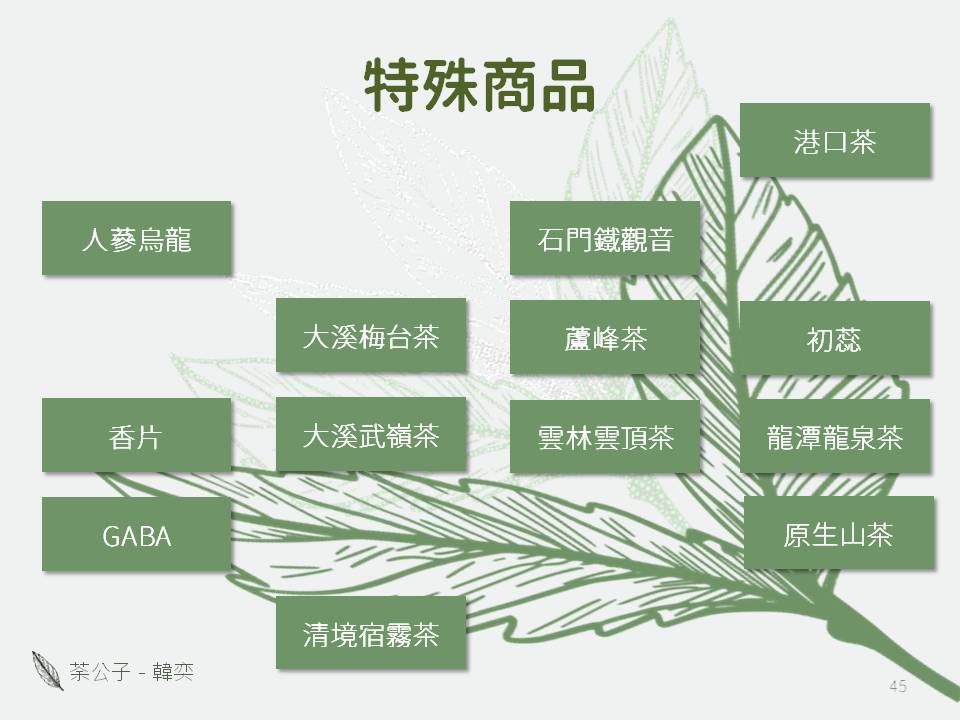 特殊商品
港口茶
人蔘烏龍
石門鐵觀音
大溪梅台茶
蘆峰茶
初蕊
香片
大溪武嶺茶
雲林雲頂茶
龍潭龍泉茶
GABA
原生山茶
清境宿霧茶
荼公子 - 韓奕
45